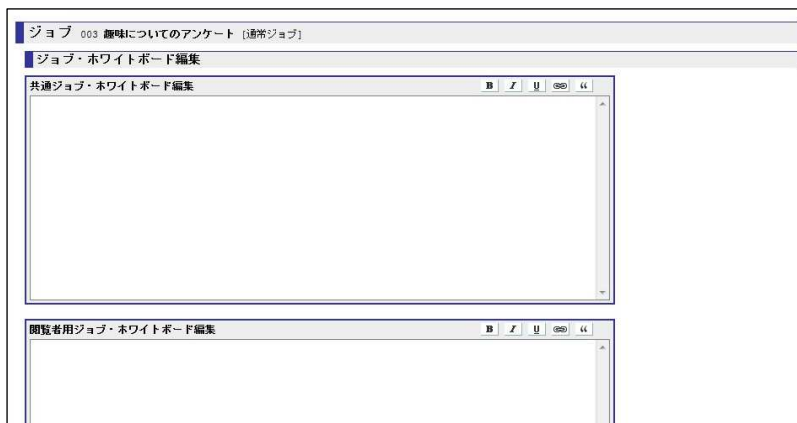 ジョブ 003 趣味についてのアンケート [通常ジョブ]
ジョブ・ホワイトボード編集
共通ジョブ・ホワイトボード編集 B I U “
閲覧者用ジョブ・ホワイトボード編集 B I U “